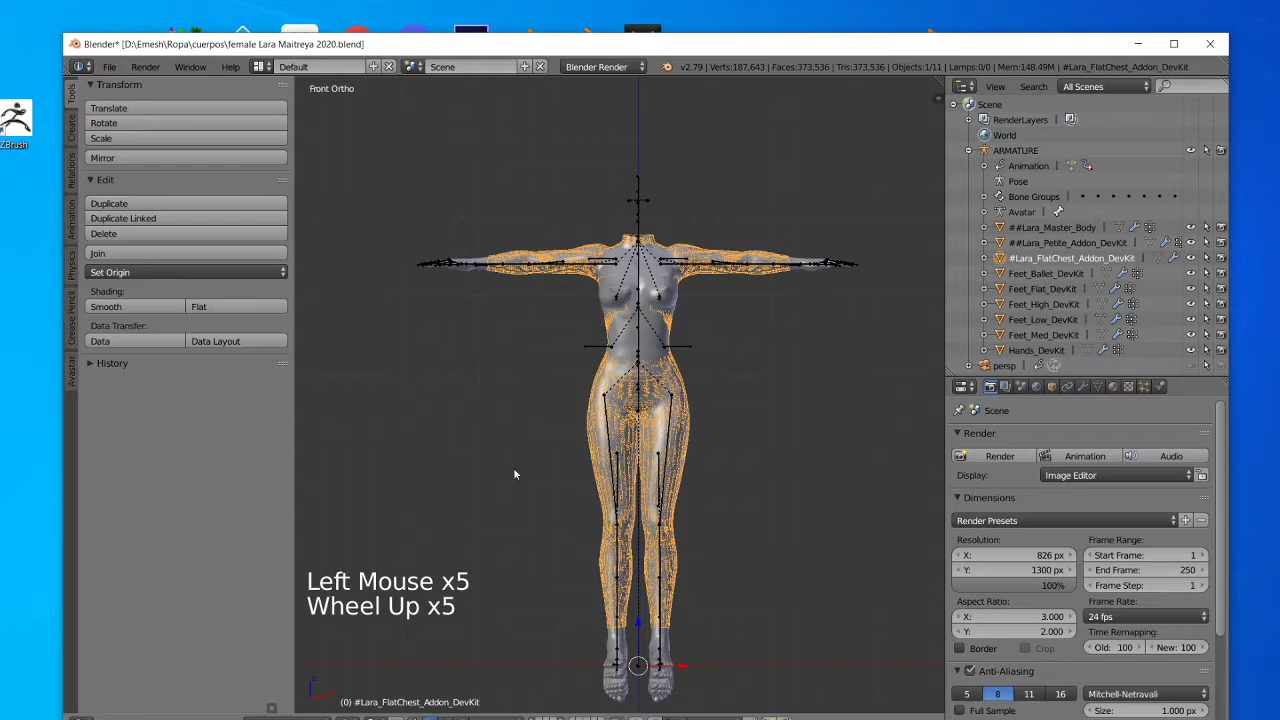 Blender* [D:\Emesh\Ropa\cuerpos\female Lara Maitreya 2020.blend]
File Render Window Help Default Scene Blender Render v2.79 | Verts:187,643 | Faces:373,536 | Tris:373,536 | Objects:1/11 | Lamps:0/0 | Mem:148.49M | #Lara_FlatChest_Addon_DevKit
ZBrush
Tools
Create
Relations
Animation
Physics
Grease Pencil
Avastar
Transform
Translate
Rotate
Scale
Mirror
Edit
Duplicate
Duplicate Linked
Delete
Join
Set Origin
Shading:
Smooth Flat
Data Transfer:
Data Data Layout
History
Front Ortho
Left Mouse x5
Wheel Up x5
(0) #Lara_FlatChest_Addon_DevKit
View Search All Scenes
Scene
RenderLayers
World
ARMATURE
Animation
Pose
Bone Groups
Avatar
##Lara_Master_Body
##Lara_Petite_Addon_DevKit
#Lara_FlatChest_Addon_DevKit
Feet_Ballet_DevKit
Feet_Flat_DevKit
Feet_High_DevKit
Feet_Low_DevKit
Feet_Med_DevKit
Hands_DevKit
persp
Scene
Render
Render Animation Audio
Display: Image Editor
Dimensions
Render Presets
Resolution: Frame Range:
X: 826 px Start Frame: 1
Y: 1300 px End Frame: 250
100% Frame Step: 1
Aspect Ratio: Frame Rate:
X: 3.000 24 fps
Y: 2.000 Time Remapping:
Border Crop Old: 100 New: 100
Anti-Aliasing
5 8 11 16 Mitchell-Netravali
Full Sample Size: 1.000 px